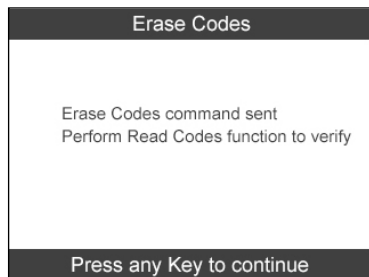 Erase Codes
Erase Codes command sent
Perform Read Codes function to verify
Press any Key to continue